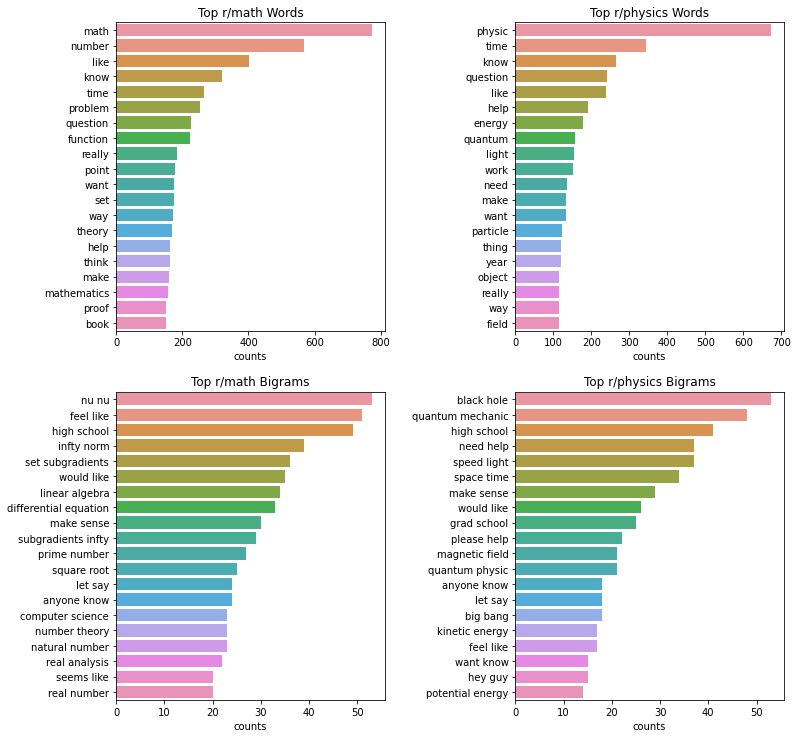 Top r/math Words
math
number
like
know
time
problem
question
function
really
point
want
set
way
theory
help
think
make
mathematics
proof
book
0 200 400 600 800
counts
Top r/physics Words
physic
time
know
question
like
help
energy
quantum
light
work
need
make
want
particle
thing
year
object
really
way
field
0 100 200 300 400 500 600 700
counts
Top r/math Bigrams
nu nu
feel like
high school
infty norm
set subgradients
would like
linear algebra
differential equation
make sense
subgradients infty
prime number
square root
let say
anyone know
computer science
number theory
natural number
real analysis
seems like
real number
0 10 20 30 40 50
counts
Top r/physics Bigrams
black hole
quantum mechanic
high school
need help
speed light
space time
make sense
would like
grad school
please help
magnetic field
quantum physic
anyone know
let say
big bang
kinetic energy
feel like
want know
hey guy
potential energy
0 10 20 30 40 50
counts